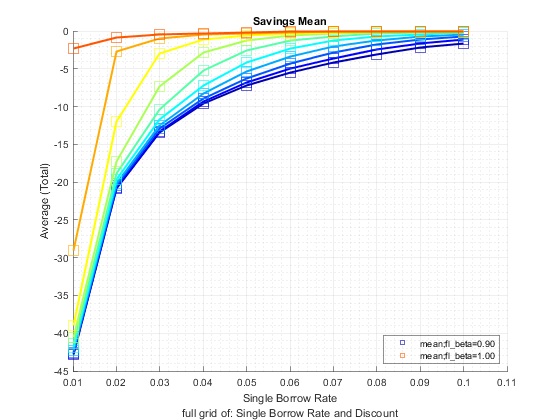 Savings Mean
Average (Total)
0
-5
-10
-15
-20
-25
-30
-35
-40
-45
0.01 0.02 0.03 0.04 0.05 0.06 0.07 0.08 0.09 0.1 0.11
mean;fl_beta=0.90
mean;fl_beta=1.00
Single Borrow Rate
full grid of: Single Borrow Rate and Discount